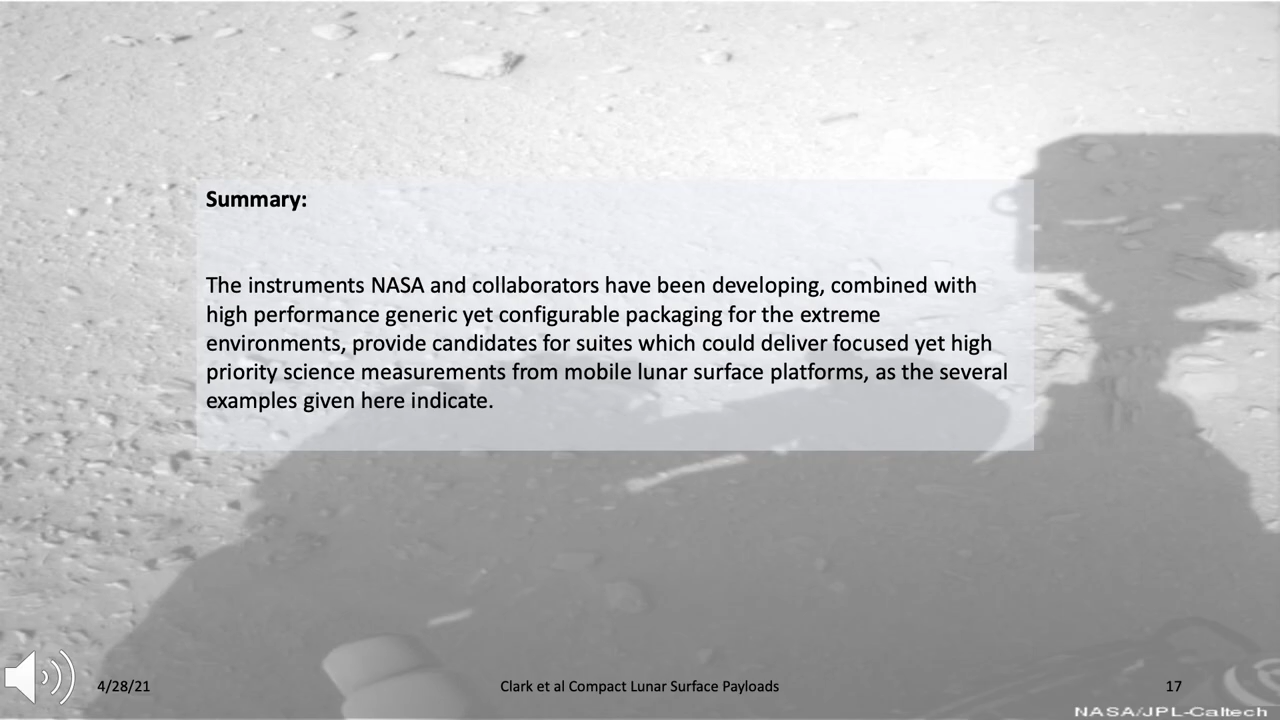 Summary:
The instruments NASA and collaborators have been developing, combined with
high performance generic yet configurable packaging for the extreme
environments, provide candidates for suites which could deliver focused yet high
priority science measurements from mobile lunar surface platforms, as the several
examples given here indicate.
4/28/21
Clark et al Compact Lunar Surface Payloads
17
NASA/JPL-Caltech